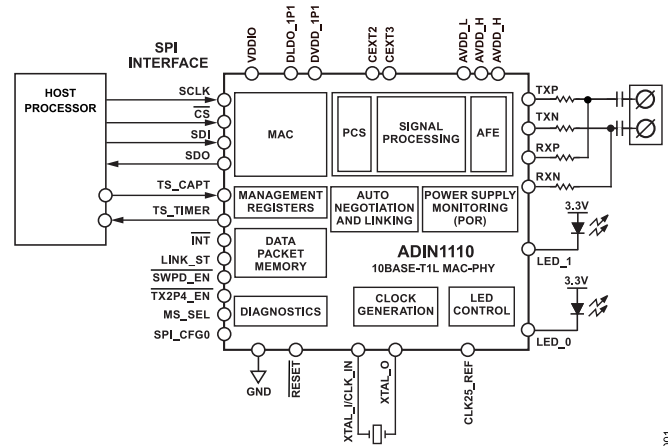 SPI
INTERFACE
VDDIO
DLDO_1P1
DVDD_1P1
CEXT2
CEXT3
AVDD_L
AVDD_H
AVDD_H
HOST
PROCESSOR
SCLK
CS
SDI
SDO
TS_CAPT
TS_TIMER
INT
LINK_ST
SWPD_EN
TX2P4_EN
MS_SEL
SPI_CFG0
MAC
PCS
SIGNAL
PROCESSING
AFE
MANAGEMENT
REGISTERS
AUTO
NEGOTIATION
AND LINKING
POWER SUPPLY
MONITORING
(POR)
DATA
PACKET
MEMORY
ADIN1110
10BASE-T1L MAC-PHY
DIAGNOSTICS
CLOCK
GENERATION
LED
CONTROL
TXP
TXN
RXP
RXN
3.3V
LED_1
3.3V
LED_0
GND
RESET
XTAL_I/CLK_IN
XTAL_O
CLK25_REF
001